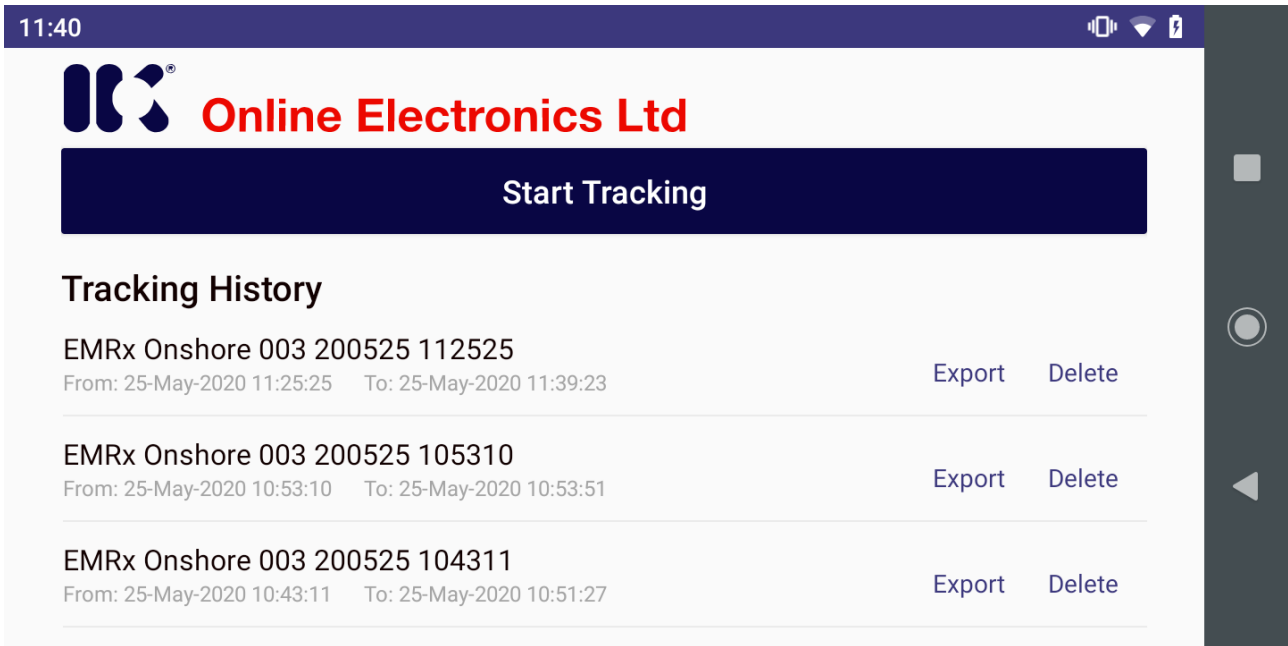 11:40
®
Online Electronics Ltd
Start Tracking
Tracking History
EMRx Onshore 003 200525 112525
From: 25-May-2020 11:25:25 To: 25-May-2020 11:39:23
Export Delete
EMRx Onshore 003 200525 105310
From: 25-May-2020 10:53:10 To: 25-May-2020 10:53:51
Export Delete
EMRx Onshore 003 200525 104311
From: 25-May-2020 10:43:11 To: 25-May-2020 10:51:27
Export Delete